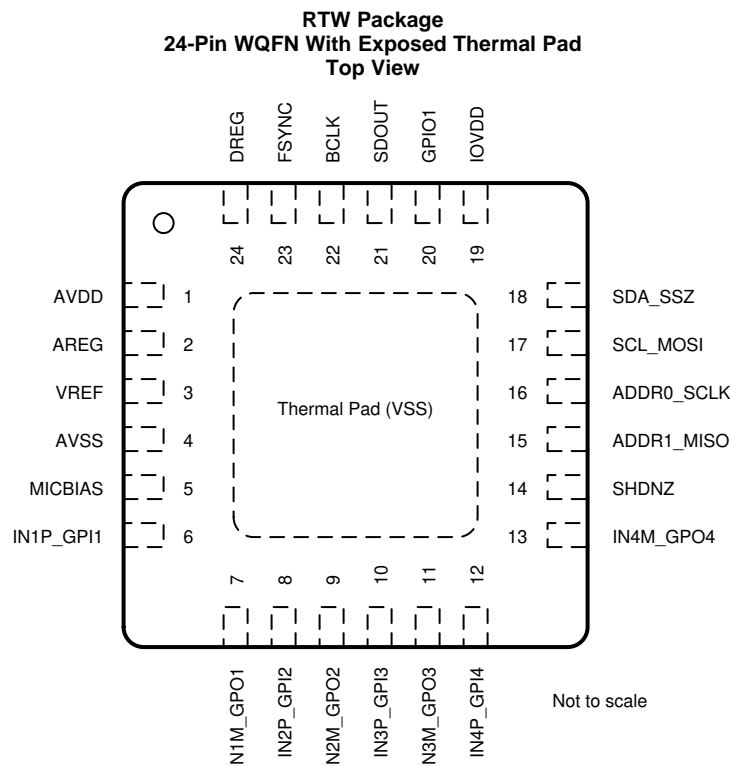 RTW Package
24-Pin WQFN With Exposed Thermal Pad
Top View
DREG
FSYNC
BCLK
SDOUT
GPIO1
IOVDD
24
23
22
21
20
19
AVDD 1
AREG 2
VREF 3
AVSS 4
MICBIAS 5
IN1P_GPI1 6
Thermal Pad (VSS)
18 SDA_SSZ
17 SCL_MOSI
16 ADDR0_SCLK
15 ADDR1_MISO
14 SHDNZ
13 IN4M_GPO4
7
8
9
10
11
12
N1M_GPO1
IN2P_GPI2
N2M_GPO2
IN3P_GPI3
N3M_GPO3
IN4P_GPI4
Not to scale